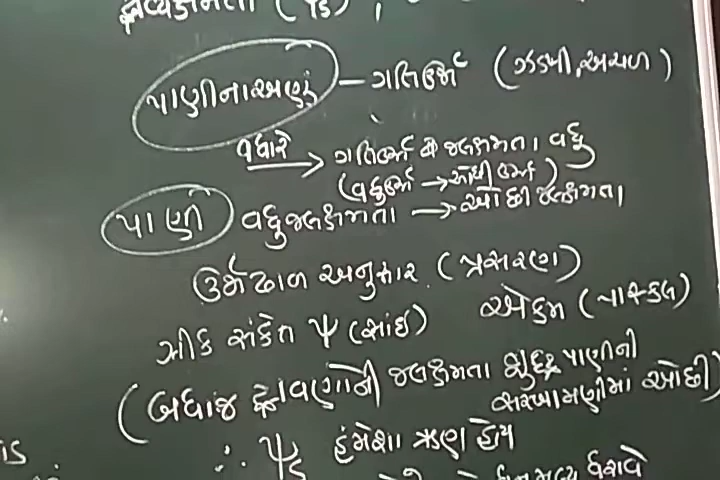 પાણીના અણુ – ગતિઊર્જા (ઝડપી, અચળ)
વધારે → ગતિઊર્જા જલક્ષમતા વધુ
(વધુ ઊર્જા → ઓછી ઊર્જા)
પાણી વધુ જલક્ષમતા → ઓછી જલક્ષમતા
ઊર્જા ઢાળ અનુસાર (પ્રસરણ)
ગ્રીક સંકેત ψ (સાંઇ) એકમ (પાસ્કલ)
(બધાજ દ્રાવણોની જલક્ષમતા શુદ્ધ પાણીની
સરખામણીમાં ઓછી)
∴ ψs હંમેશા ઋણ હોય